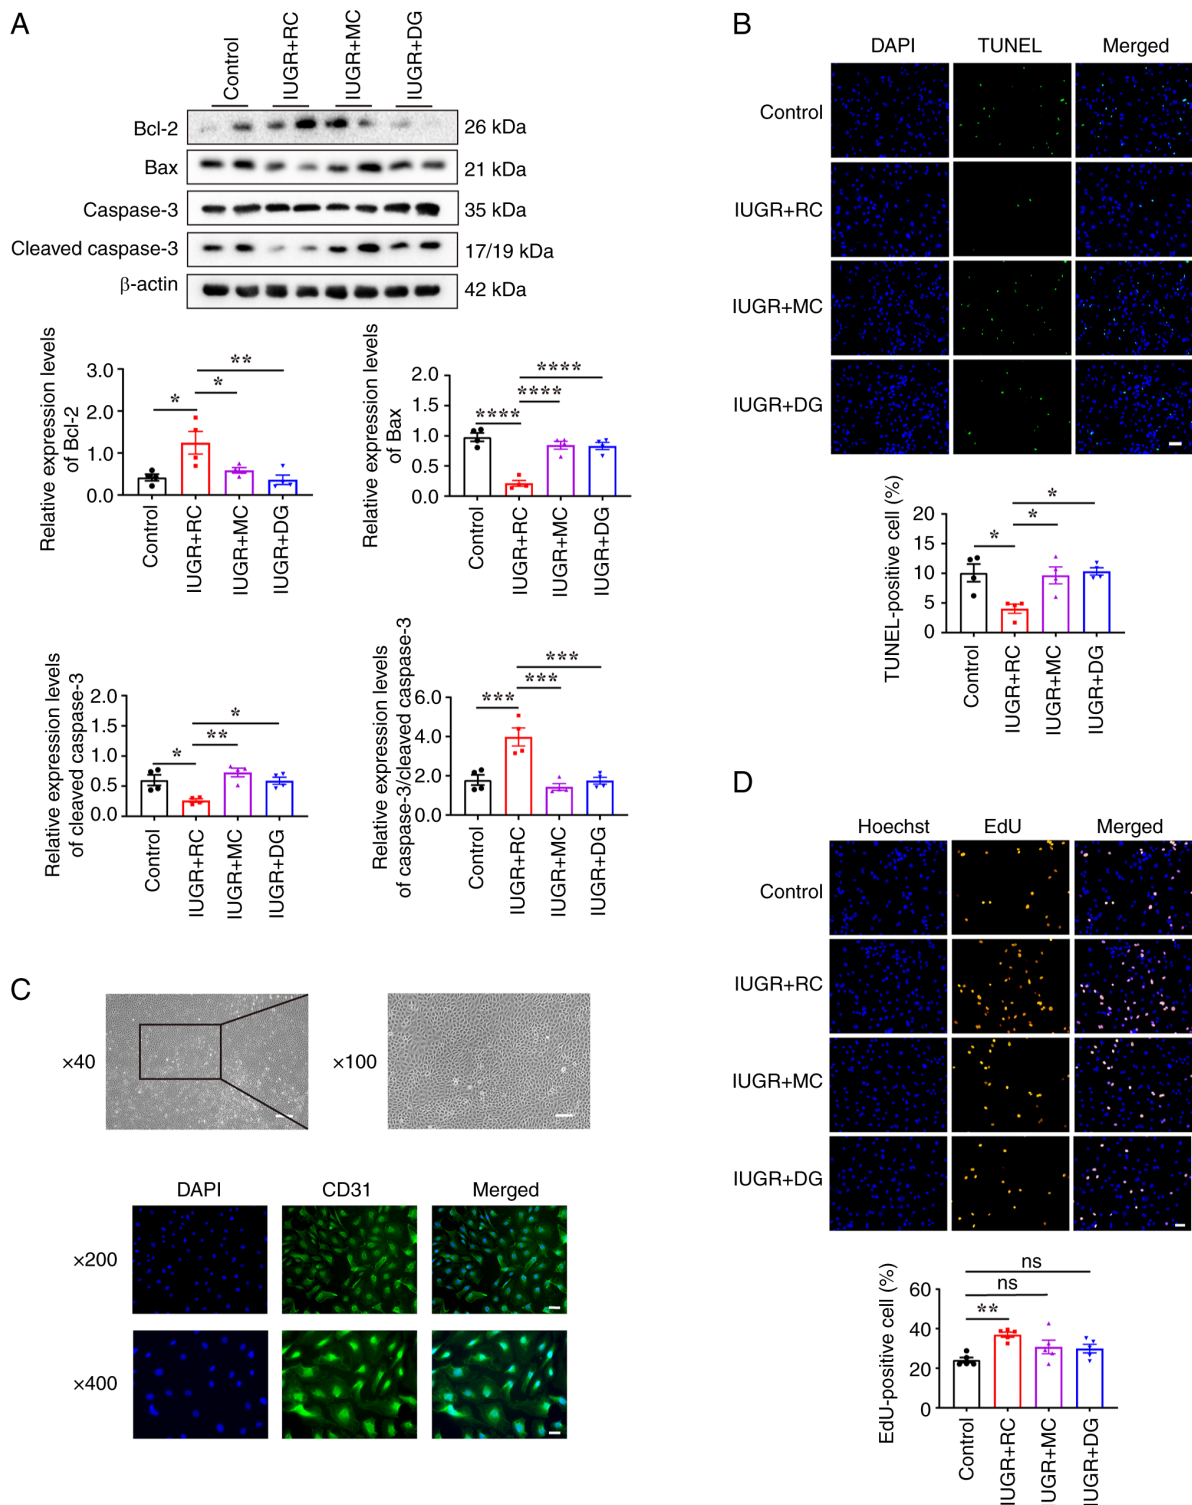 A
Control
IUGR+RC
IUGR+MC
IUGR+DG
Bcl-2
26 kDa
Bax
21 kDa
Caspase-3
35 kDa
Cleaved caspase-3
17/19 kDa
β-actin
42 kDa
Relative expression levels
of Bcl-2
3.0
2.0
1.0
0.0
*
*
**
Control
IUGR+RC
IUGR+MC
IUGR+DG
Relative expression levels
of Bax
2.0
1.5
1.0
0.5
0.0
****
****
****
Control
IUGR+RC
IUGR+MC
IUGR+DG
Relative expression levels
of cleaved caspase-3
2.0
1.5
1.0
0.5
0.0
*
**
*
Control
IUGR+RC
IUGR+MC
IUGR+DG
Relative expression levels
of caspase-3/cleaved caspase-3
6.0
4.0
2.0
0.0
***
***
***
Control
IUGR+RC
IUGR+MC
IUGR+DG
B
DAPI
TUNEL
Merged
Control
IUGR+RC
IUGR+MC
IUGR+DG
TUNEL-positive cell (%)
20
15
10
5
0
*
*
*
Control
IUGR+RC
IUGR+MC
IUGR+DG
C
×40
×100
DAPI
CD31
Merged
×200
×400
D
Hoechst
EdU
Merged
Control
IUGR+RC
IUGR+MC
IUGR+DG
EdU-positive cell (%)
60
40
20
0
**
ns
ns
Control
IUGR+RC
IUGR+MC
IUGR+DG